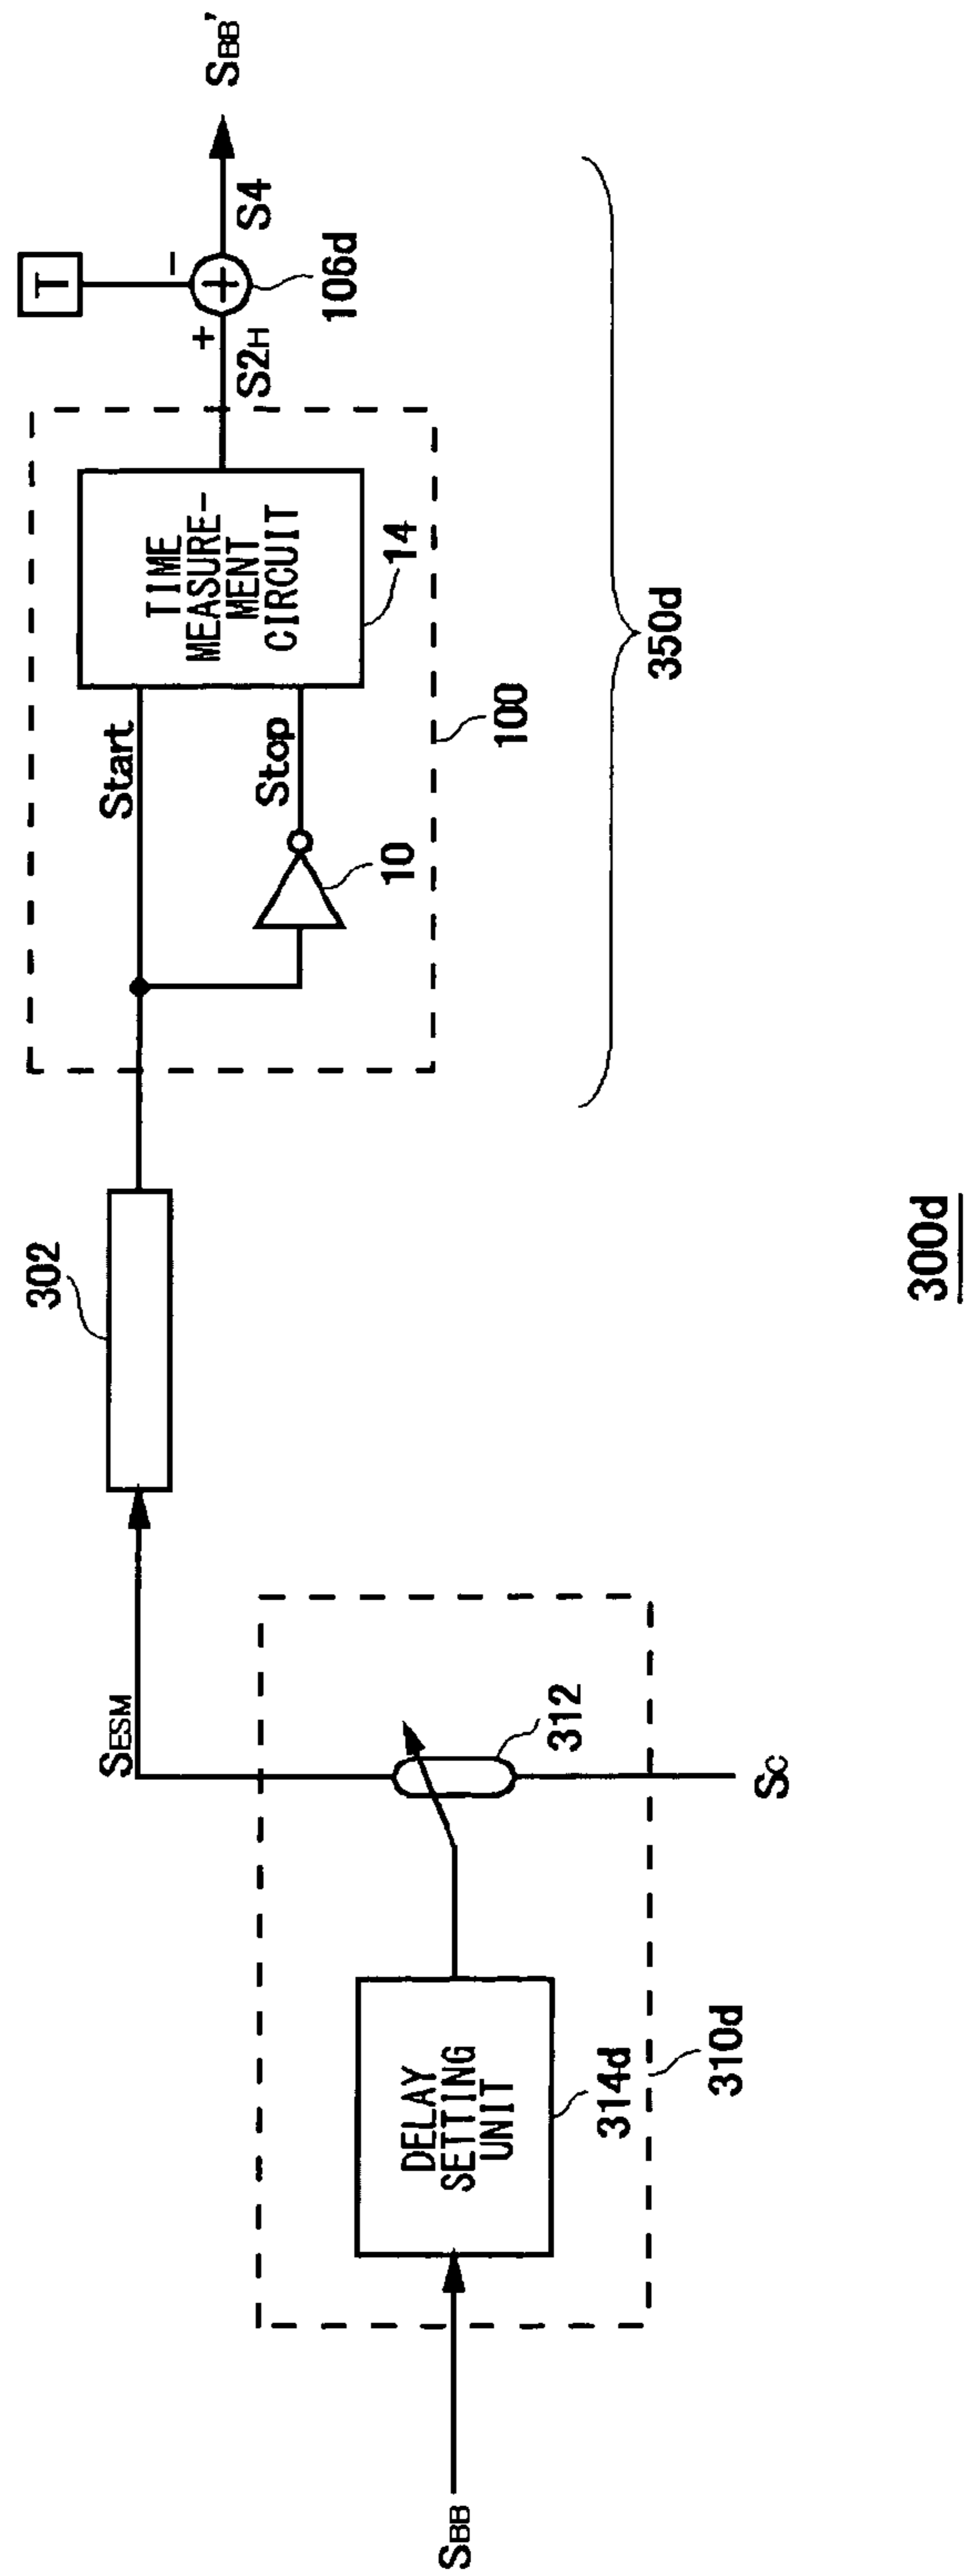 SBB
DELAY
SETTING
UNIT
314d
310d
312
SC
SESM
302
Start
Stop
10
100
TIME
MEASURE-
MENT
CIRCUIT
14
S2H
+
−
T
+
106d
S4
SBB'
350d
300d